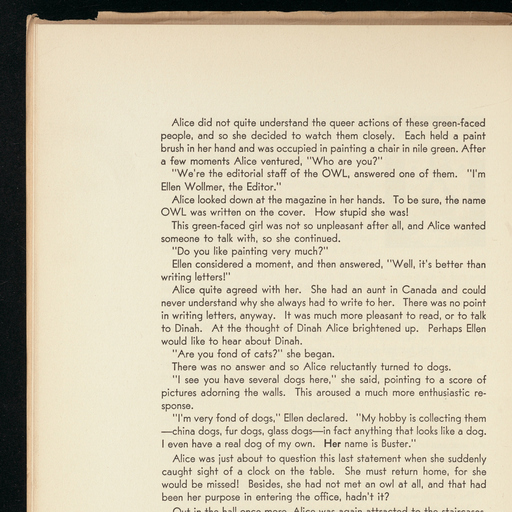 Alice did not quite understand the queer actions of these green-faced
people, and so she decided to watch them closely. Each held a paint
brush in her hand and was occupied in painting a chair in nile green. After
a few moments Alice ventured, "Who are you?"
"We're the editorial staff of the OWL, answered one of them. "I'm
Ellen Wollmer, the Editor."
Alice looked down at the magazine in her hands. To be sure, the name
OWL was written on the cover. How stupid she was!
This green-faced girl was not so unpleasant after all, and Alice wanted
someone to talk with, so she continued.
"Do you like painting very much?"
Ellen considered a moment, and then answered, "Well, it's better than
writing letters!"
Alice quite agreed with her. She had an aunt in Canada and could
never understand why she always had to write to her. There was no point
in writing letters, anyway. It was much more pleasant to read, or to talk
to Dinah. At the thought of Dinah Alice brightened up. Perhaps Ellen
would like to hear about Dinah.
"Are you fond of cats?" she began.
There was no answer and so Alice reluctantly turned to dogs.
"I see you have several dogs here," she said, pointing to a score of
pictures adorning the walls. This aroused a much more enthusiastic re-
sponse.
"I'm very fond of dogs," Ellen declared. "My hobby is collecting them
—china dogs, fur dogs, glass dogs—in fact anything that looks like a dog.
I even have a real dog of my own. Her name is Buster."
Alice was just about to question this last statement when she suddenly
caught sight of a clock on the table. She must return home, for she
would be missed! Besides, she had not met an owl at all, and that had
been her purpose in entering the office, hadn't it?
Out in the hall once more, Alice was again attracted to the staircases